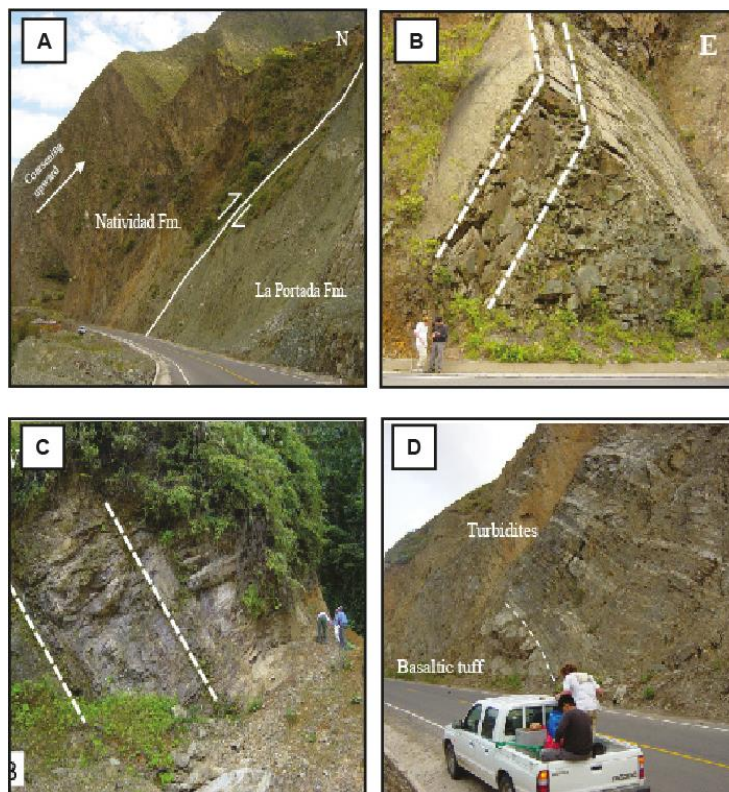 A
N
Coarsening
upward
Natividad Fm.
La Portada Fm.
B
E
C
D
Turbidites
Basaltic tuff